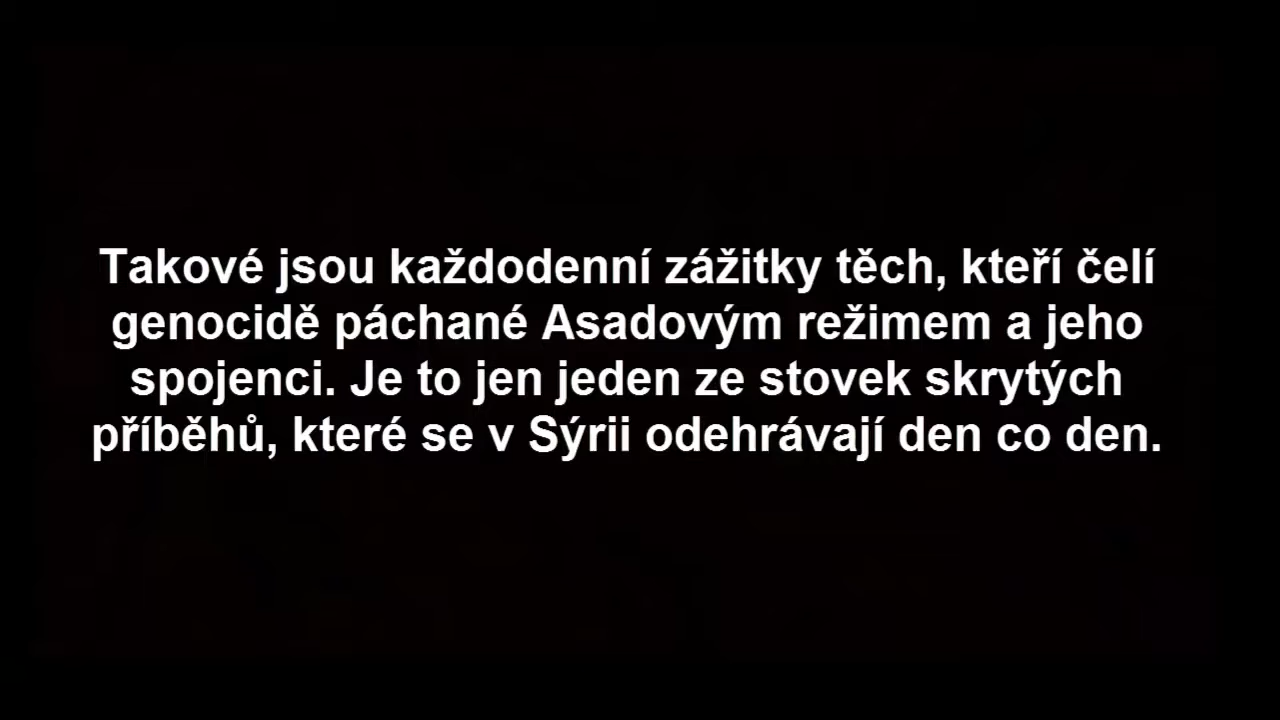 Takové jsou každodenní zážitky těch, kteří čelí
genocidě páchané Asadovým režimem a jeho
spojenci. Je to jen jeden ze stovek skrytých
příběhů, které se v Sýrii odehrávají den co den.